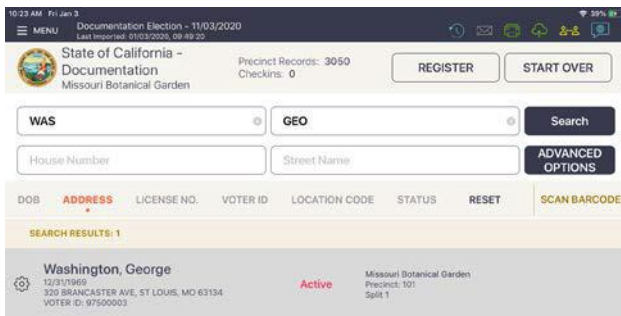 10:23 AM Fri Jan 3
39%
MENU
Documentation Election - 11/03/2020
Last Imported: 01/03/2020, 09:49:20
State of California -
Documentation
Missouri Botanical Garden
Precinct Records: 3050
Checkins: 0
REGISTER
START OVER
WAS
GEO
Search
House Number
Street Name
ADVANCED
OPTIONS
DOB ADDRESS LICENSE NO. VOTER ID LOCATION CODE STATUS RESET SCAN BARCODE
SEARCH RESULTS: 1
Washington, George
12/31/1969
320 BRANCASTER AVE, ST LOUIS, MO 63134
VOTER ID: 97500003
Active
Missouri Botanical Garden
Precinct: 101
Split 1